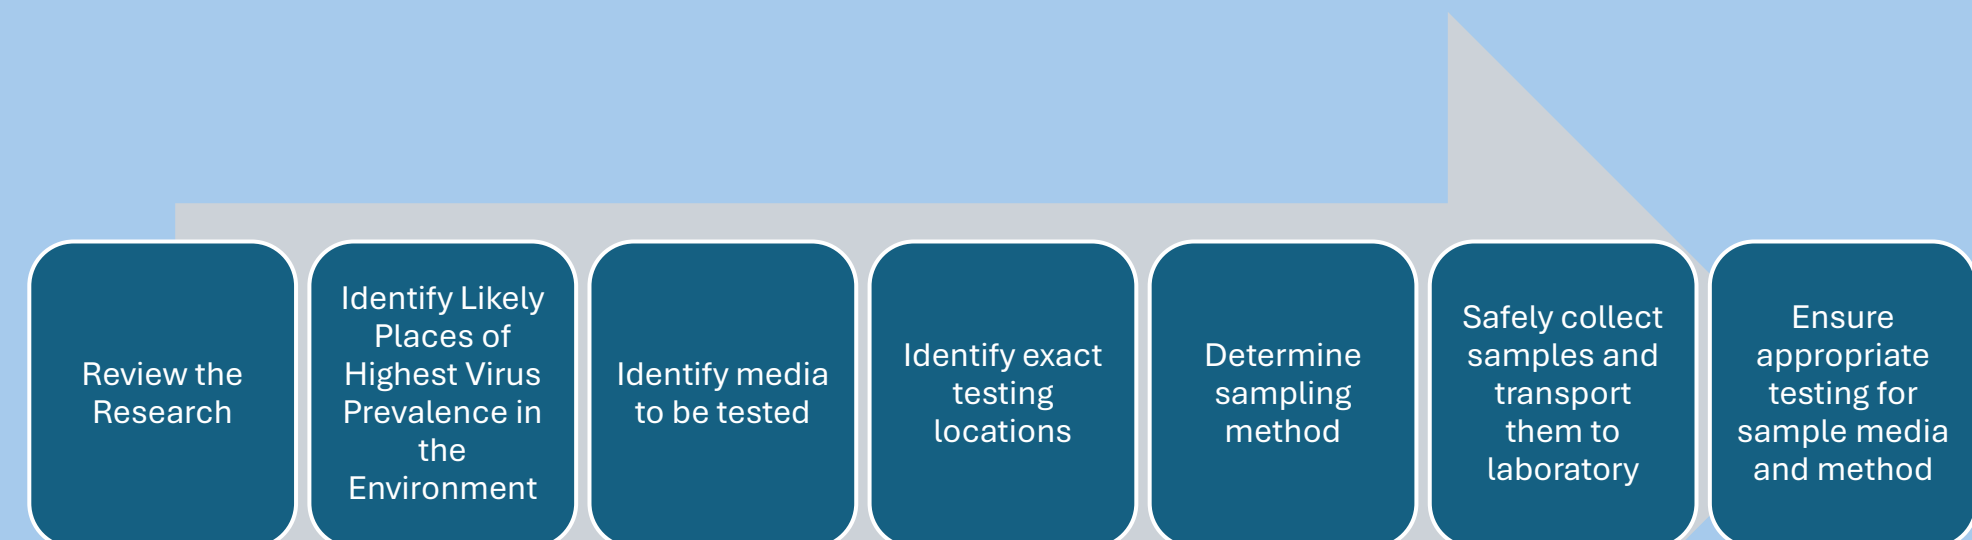 Review the
Research
Identify Likely
Places of
Highest Virus
Prevalence in
the
Environment
Identify media
to be tested
Identify exact
testing
locations
Determine
sampling
method
Safely collect
samples and
transport
them to
laboratory
Ensure
appropriate
testing for
sample media
and method